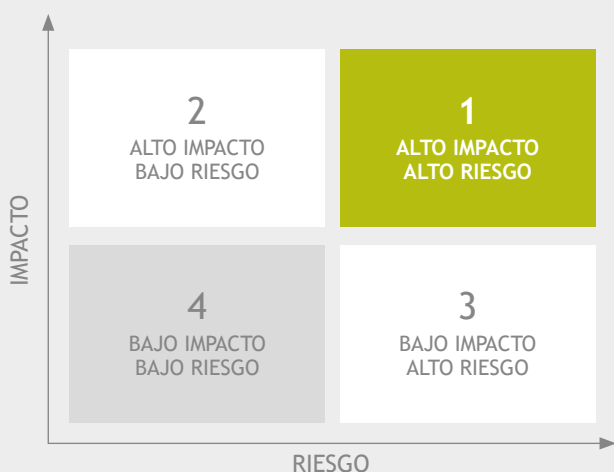 2
ALTO IMPACTO
BAJO RIESGO
1
ALTO IMPACTO
ALTO RIESGO
IMPACTO
4
BAJO IMPACTO
BAJO RIESGO
3
BAJO IMPACTO
ALTO RIESGO
RIESGO